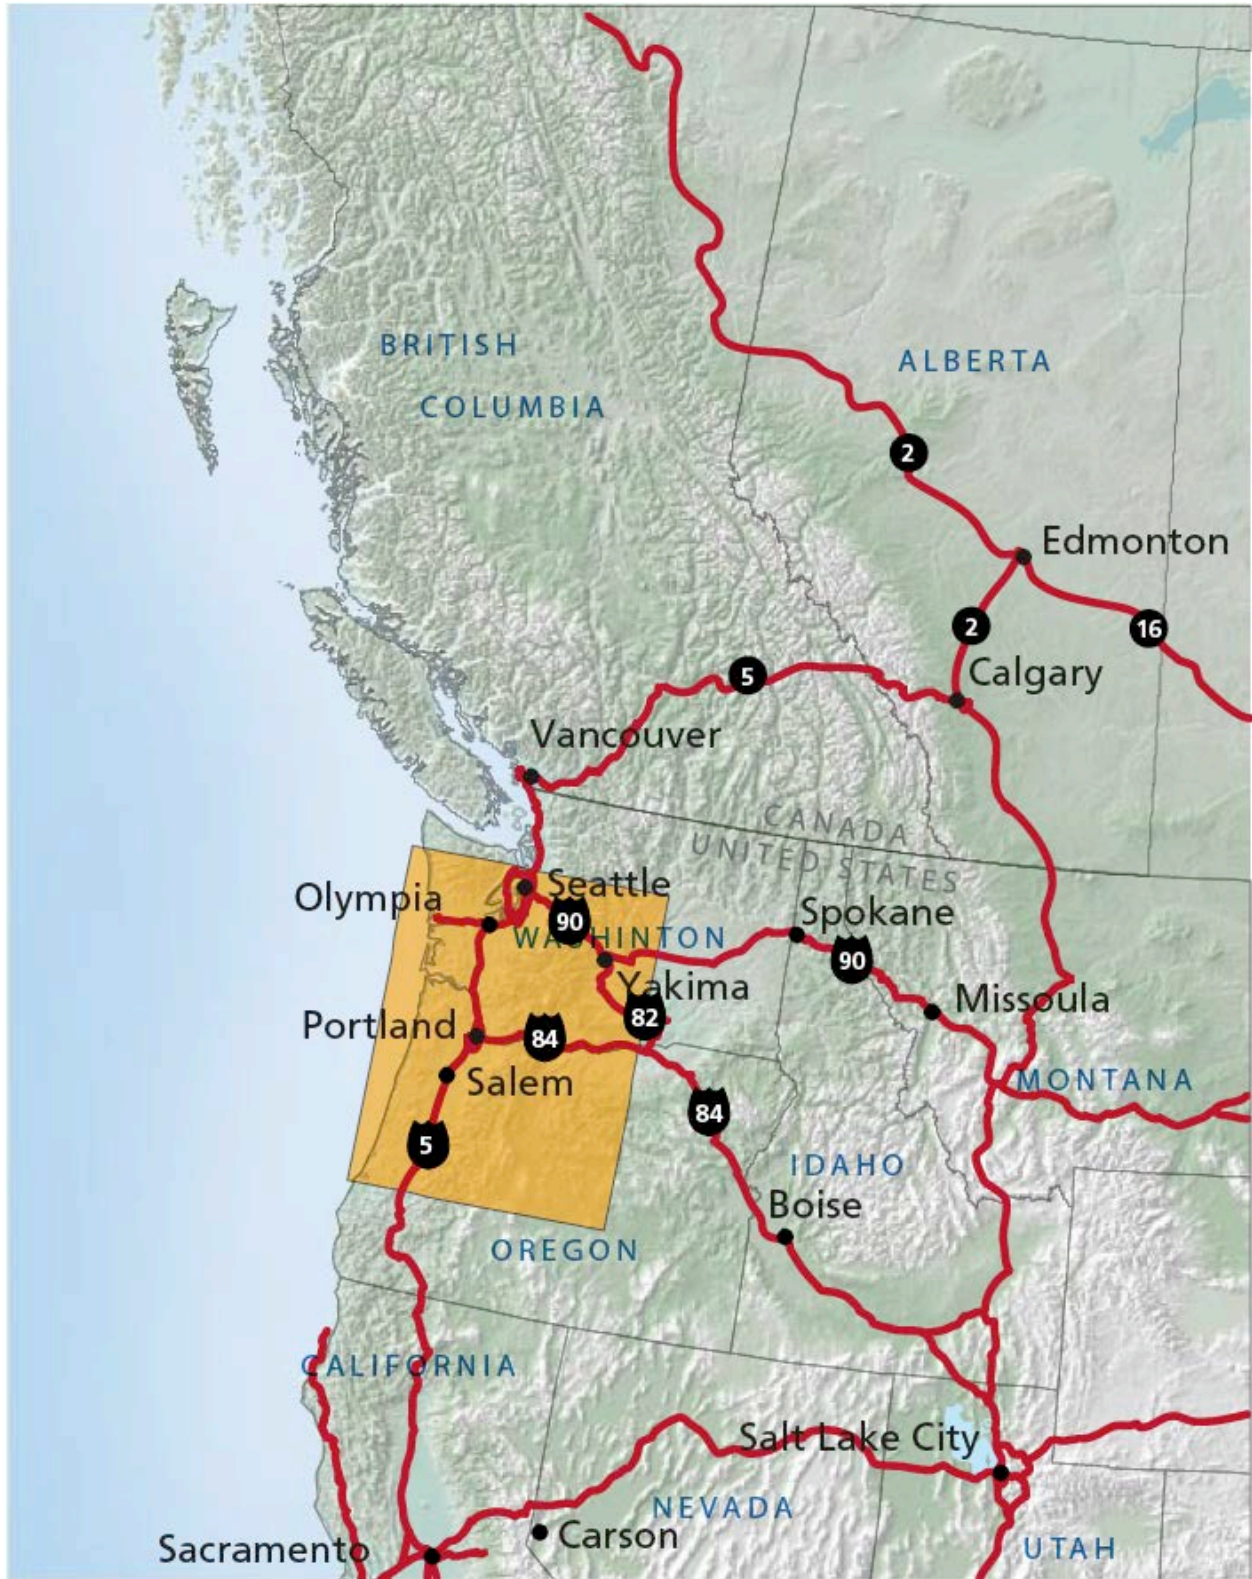 BRITISH
COLUMBIA
ALBERTA
2
Edmonton
2
16
5
Calgary
Vancouver
CANADA
UNITED STATES
Olympia
Seattle
90
WASHINTON
Spokane
90
Yakima
82
Missoula
Portland
84
Salem
MONTANA
84
5
IDAHO
Boise
OREGON
CALIFORNIA
Salt Lake City
NEVADA
Carson
Sacramento
UTAH